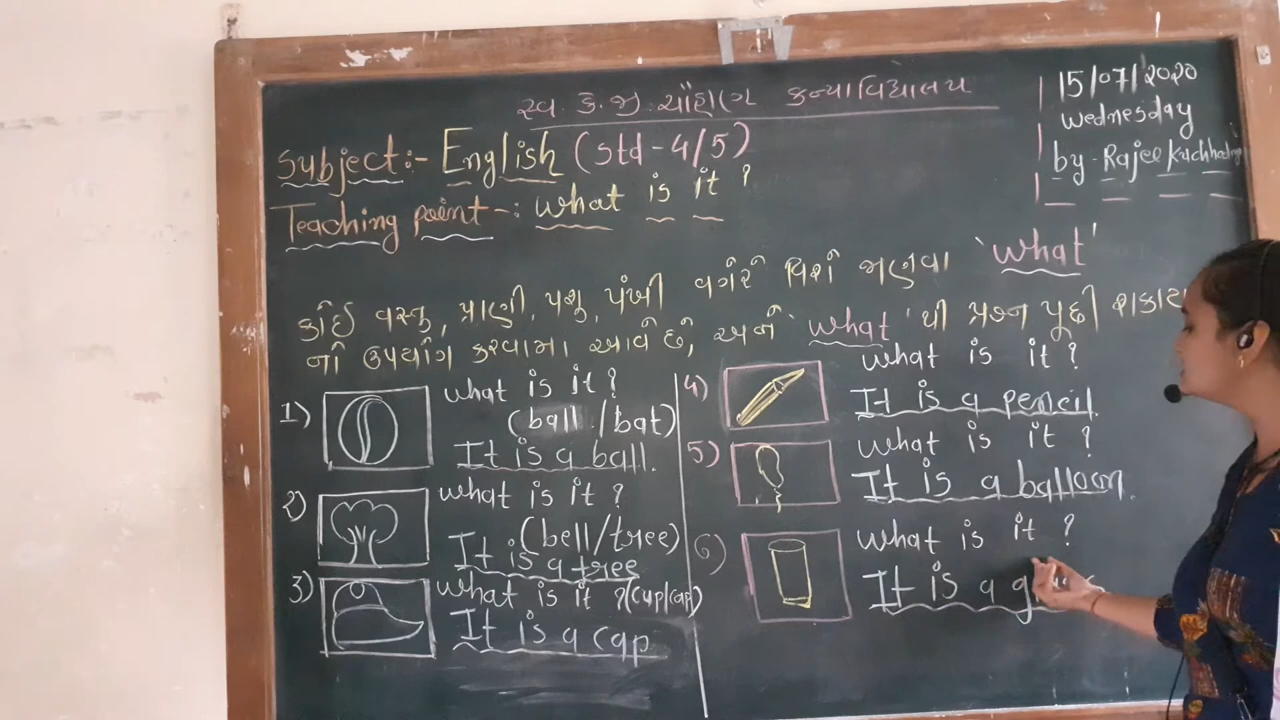 સ્વ. કે.જી. ચૌહાણ કન્યાવિદ્યાલય
15/07/2020
Wednesday
by - Rajee
Subject:- English (std - 4/5)
Teaching point -: what is it ?
કોઈ વસ્તુ, પ્રાણી, પશુ, પંખી વગેરે વિશે જાણવા 'what'
નો ઉપયોગ કરવામાં આવે છે, અને 'what' થી પ્રશ્ન પૂછી શકાય
1) what is it?
(ball / bat)
It is a ball.
2) what is it ?
(bell/tree)
It is a tree
3) what is it ?(cup/cap)
It is a cap
4) what is it ?
It is a pencil.
5) what is it ?
It is a balloon.
6) what is it ?
It is a